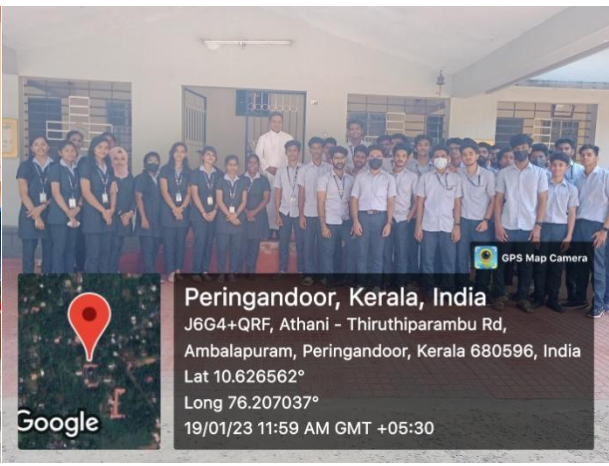 GPS Map Camera
Peringandoor, Kerala, India
J6G4+QRF, Athani - Thiruthiparambu Rd,
Ambalapuram, Peringandoor, Kerala 680596, India
Lat 10.626562°
Long 76.207037°
19/01/23 11:59 AM GMT +05:30
Google